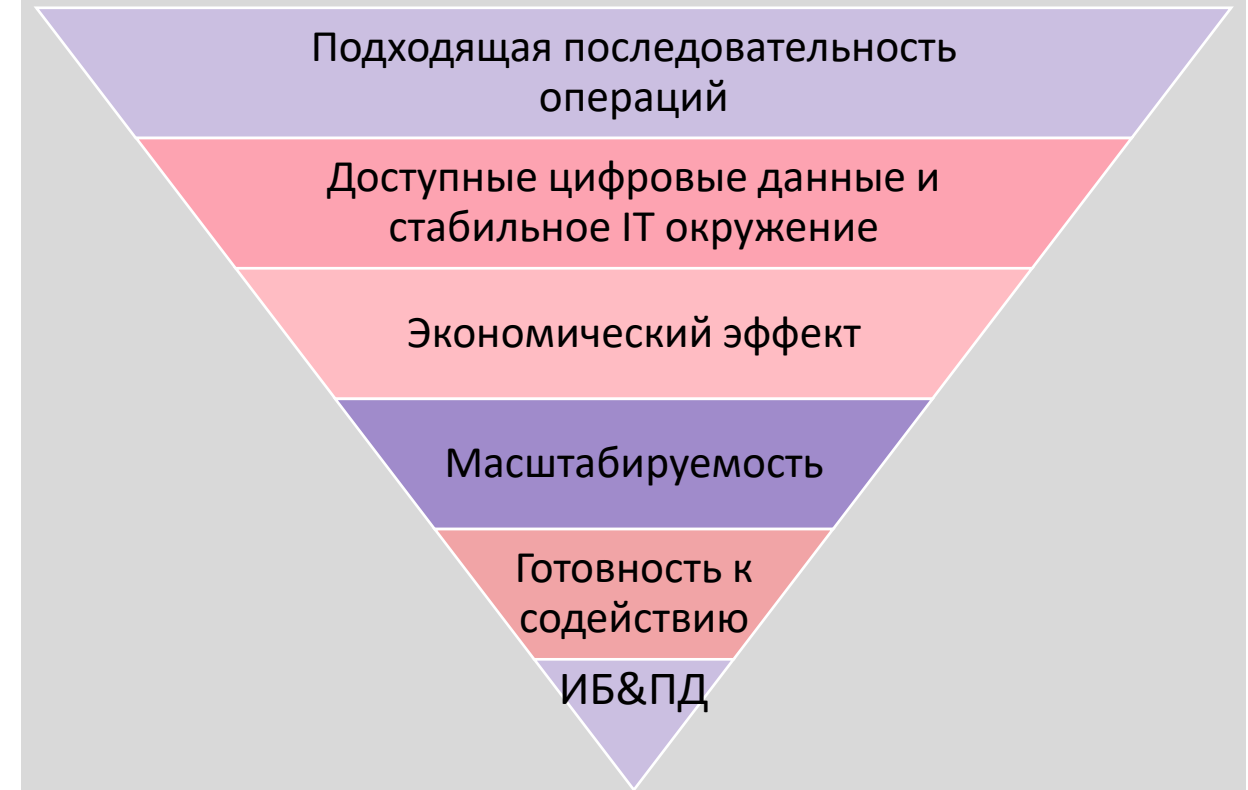 Подходящая последовательность
операций
Доступные цифровые данные и
стабильное IT окружение
Экономический эффект
Масштабируемость
Готовность к
содействию
ИБ&ПД